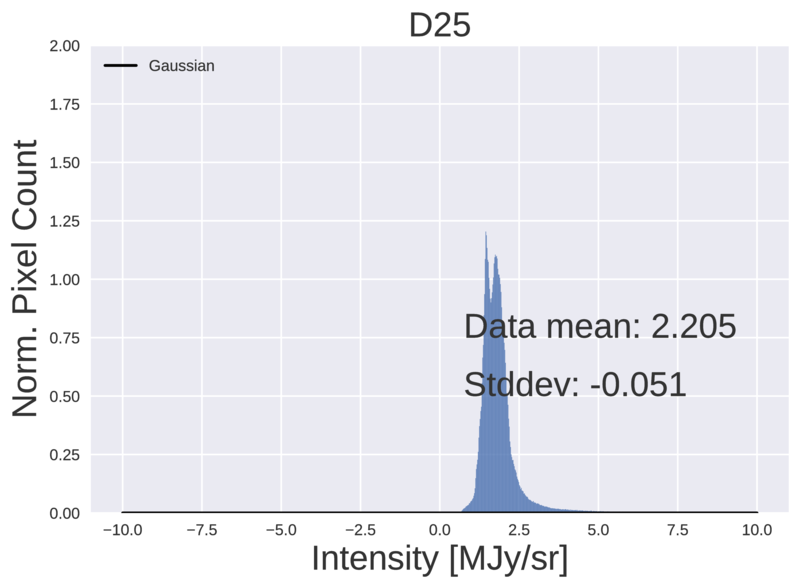 D25
2.00
Gaussian
1.75
1.50
1.25
1.00
0.75
0.50
0.25
0.00
Norm. Pixel Count
Data mean: 2.205
Stddev: -0.051
−10.0 −7.5 −5.0 −2.5 0.0 2.5 5.0 7.5 10.0
Intensity [MJy/sr]